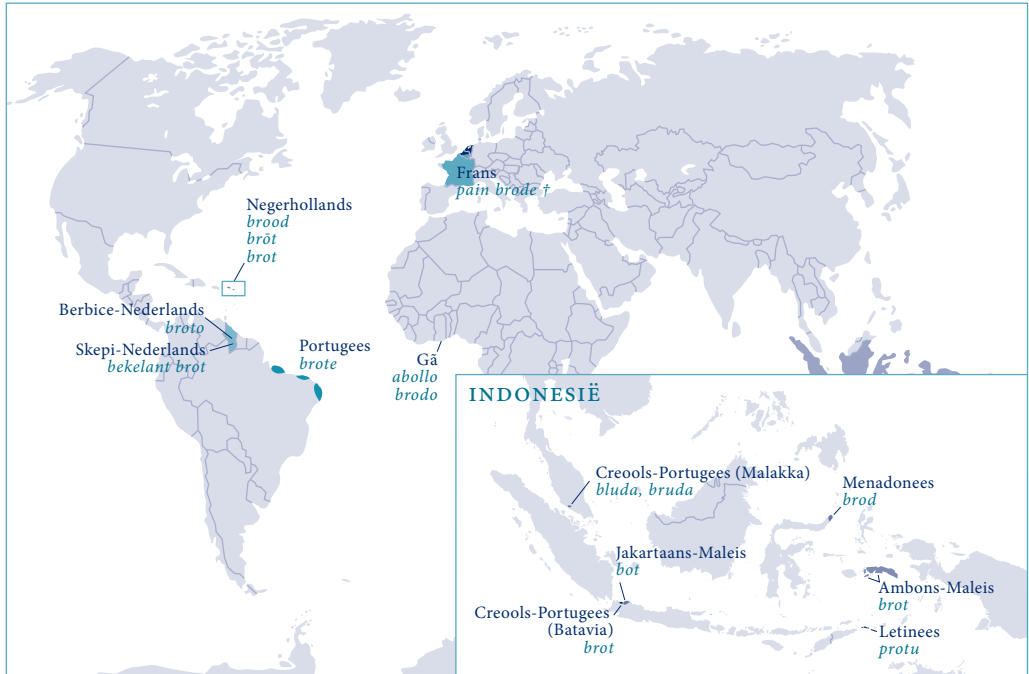 Frans
pain brode †
Negerhollands
brood
brōt
brot
Berbice-Nederlands
broto
Skepi-Nederlands
bekelant brot
Portugees
brote
Gã
abollo
brodo
INDONESIË
Creools-Portugees (Malakka)
bluda, bruda
Menadonees
brod
Jakartaans-Maleis
bot
Ambons-Maleis
brot
Creools-Portugees
(Batavia)
brot
Letinees
protu